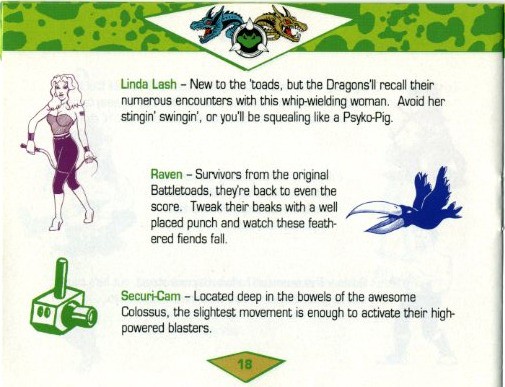 Linda Lash – New to the 'toads, but the Dragons'll recall their
numerous encounters with this whip-wielding woman. Avoid her
stingin' swingin', or you'll be squealing like a Psyko-Pig.
Raven – Survivors from the original
Battletoads, they're back to even the
score. Tweak their beaks with a well
placed punch and watch these feath-
ered fiends fall.
Securi-Cam – Located deep in the bowels of the awesome
Colossus, the slightest movement is enough to activate their high-
powered blasters.
18